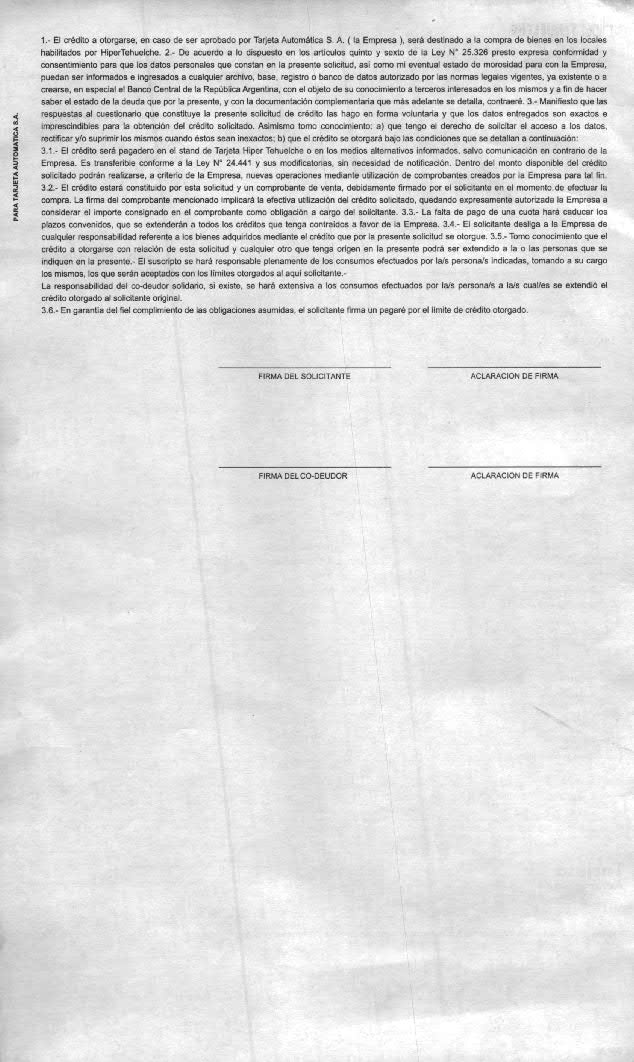 1.- El crédito a otorgarse, en caso de ser aprobado por Tarjeta Automática S. A. ( la Empresa ), será destinado a la compra de bienes en los locales
habilitados por HiperTehuelche. 2.- De acuerdo a lo dispuesto en los artículos quinto y sexto de la Ley N° 25.326 presto expresa conformidad y
consentimiento para que los datos personales que constan en la presente solicitud, así como mi eventual estado de morosidad para con la Empresa,
puedan ser informados e ingresados a cualquier archivo, base, registro o banco de datos autorizado por las normas legales vigentes, ya existente o a
crearse, en especial el Banco Central de la República Argentina, con el objeto de su conocimiento a terceros interesados en los mismos y a fin de hacer
saber el estado de la deuda que por la presente, y con la documentación complementaria que más adelante se detalla, contraeré. 3.- Manifiesto que las
respuestas al cuestionario que constituye la presente solicitud de crédito las hago en forma voluntaria y que los datos entregados son exactos e
imprescindibles para la obtención del crédito solicitado. Asimismo tomo conocimiento: a) que tengo el derecho de solicitar el acceso a los datos,
rectificar y/o suprimir los mismos cuando éstos sean inexactos; b) que el crédito se otorgará bajo las condiciones que se detallan a continuación:
3.1.- El crédito será pagadero en el stand de Tarjeta Hiper Tehuelche o en los medios alternativos informados, salvo comunicación en contrario de la
Empresa. Es transferible conforme a la Ley N° 24.441 y sus modificatorias, sin necesidad de notificación. Dentro del monto disponible del crédito
solicitado podrán realizarse, a criterio de la Empresa, nuevas operaciones mediante utilización de comprobantes creados por la Empresa para tal fin.
3.2.- El crédito estará constituido por esta solicitud y un comprobante de venta, debidamente firmado por el solicitante en el momento de efectuar la
compra. La firma del comprobante mencionado implicará la efectiva utilización del crédito solicitado, quedando expresamente autorizada la Empresa a
considerar el importe consignado en el comprobante como obligación a cargo del solicitante. 3.3.- La falta de pago de una cuota hará caducar los
plazos convenidos, que se extenderán a todos los créditos que tenga contraídos a favor de la Empresa. 3.4.- El solicitante desliga a la Empresa de
cualquier responsabilidad referente a los bienes adquiridos mediante el crédito que por la presente solicitud se otorgue. 3.5.- Tomo conocimiento que el
crédito a otorgarse con relación de esta solicitud y cualquier otro que tenga origen en la presente podrá ser extendido a la o las personas que se
indiquen en la presente.- El suscripto se hará responsable plenamente de los consumos efectuados por la/s persona/s indicadas, tomando a su cargo
los mismos, los que serán aceptados con los límites otorgados al aquí solicitante.-
La responsabilidad del co-deudor solidario, si existe, se hará extensiva a los consumos efectuados por la/s persona/s a la/s cual/es se extendió el
crédito otorgado al solicitante original.
3.6.- En garantía del fiel complimiento de las obligaciones asumidas, el solicitante firma un pagaré por el límite de crédito otorgado.
PARA TARJETA AUTOMATICA S.A.
FIRMA DEL SOLICITANTE
ACLARACION DE FIRMA
FIRMA DEL CO-DEUDOR
ACLARACION DE FIRMA